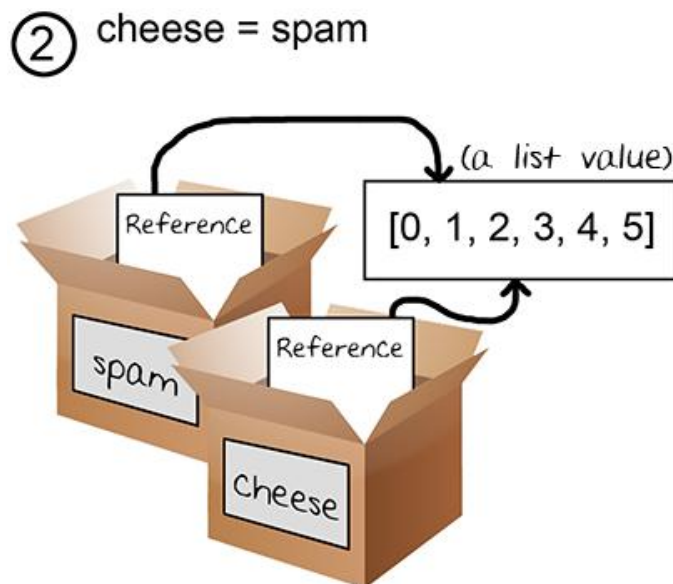 2 cheese = spam
(a list value)
Reference
[0, 1, 2, 3, 4, 5]
Reference
spam
cheese